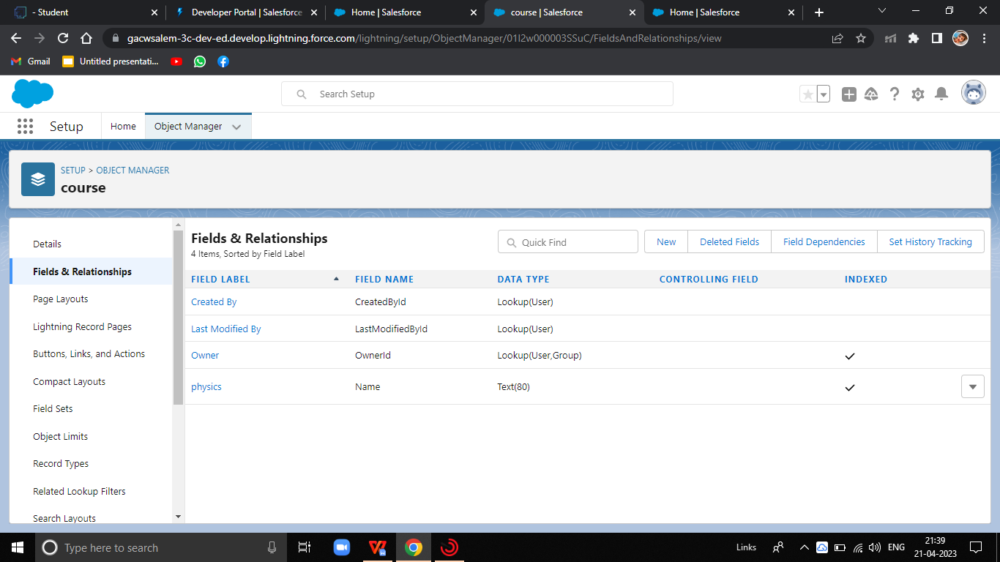 - Student
Developer Portal | Salesforce
Home | Salesforce
course | Salesforce
Home | Salesforce
gacwsalem-3c-dev-ed.develop.lightning.force.com/lightning/setup/ObjectManager/01I2w000003SSuC/FieldsAndRelationships/view
Gmail
Untitled presentati...
Search Setup
Setup
Home
Object Manager
SETUP > OBJECT MANAGER
course
Details
Fields & Relationships
Page Layouts
Lightning Record Pages
Buttons, Links, and Actions
Compact Layouts
Field Sets
Object Limits
Record Types
Related Lookup Filters
Search Layouts
Fields & Relationships
4 Items, Sorted by Field Label
Quick Find
New
Deleted Fields
Field Dependencies
Set History Tracking
FIELD LABEL FIELD NAME DATA TYPE CONTROLLING FIELD INDEXED
Created By CreatedById Lookup(User)
Last Modified By LastModifiedById Lookup(User)
Owner OwnerId Lookup(User,Group)
physics Name Text(80)
Type here to search
Links
ENG
21:39
21-04-2023